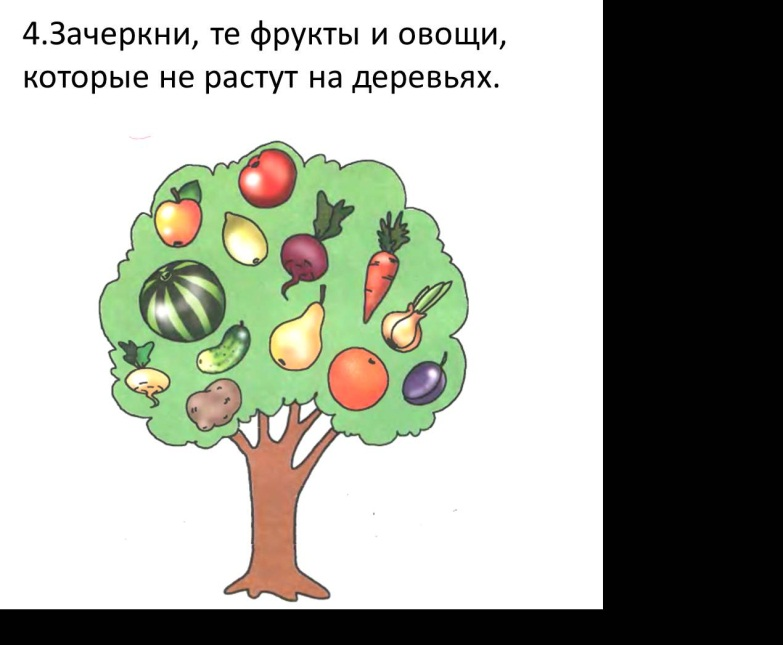 4.Зачеркни, те фрукты и овощи,
которые не растут на деревьях.